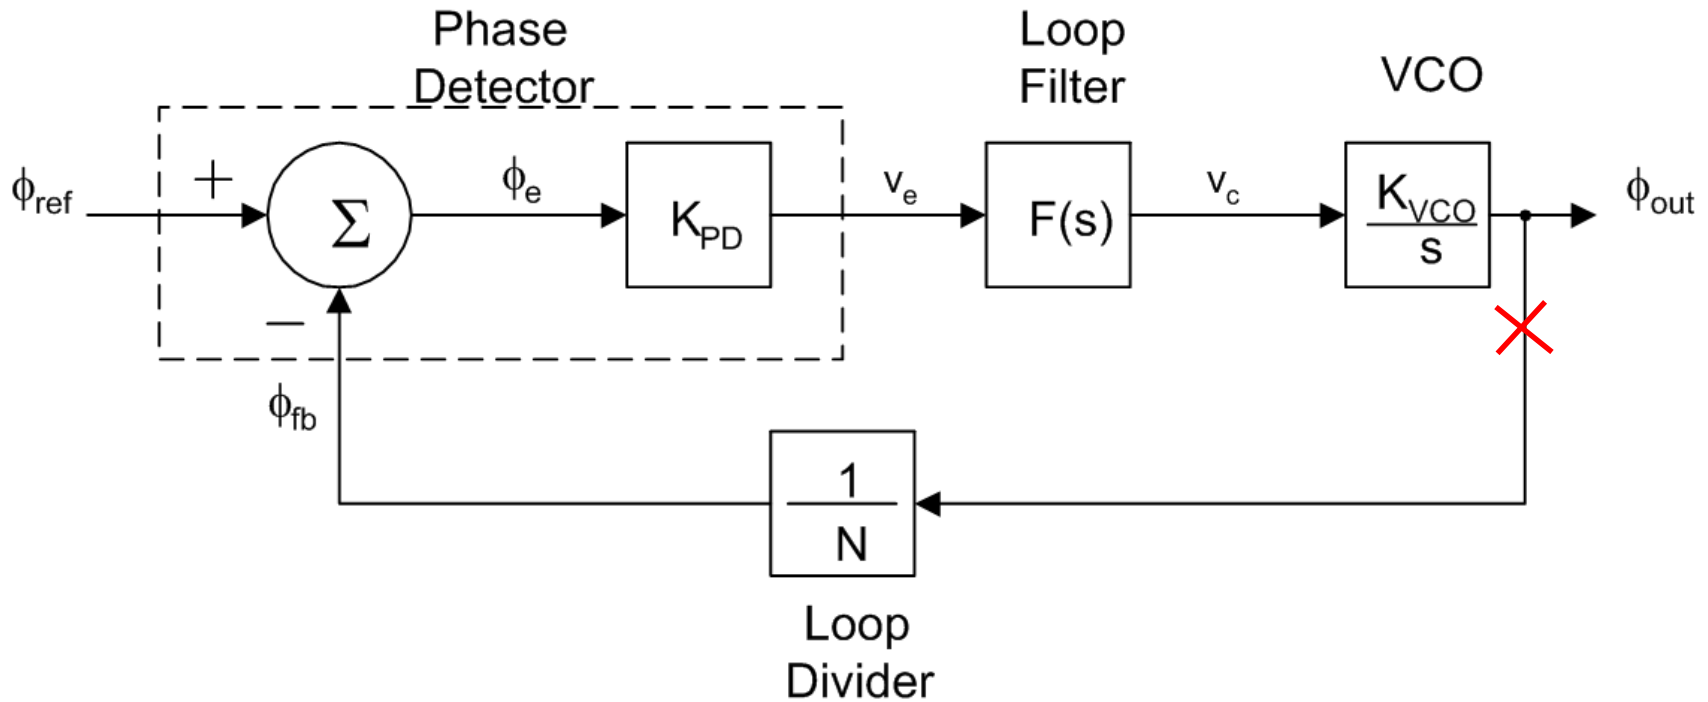 Phase
Detector
Loop
Filter
VCO
ϕref
+
Σ
ϕe
KPD
ve
F(s)
vc
KVCO
s
ϕout
−
ϕfb
1
N
Loop
Divider